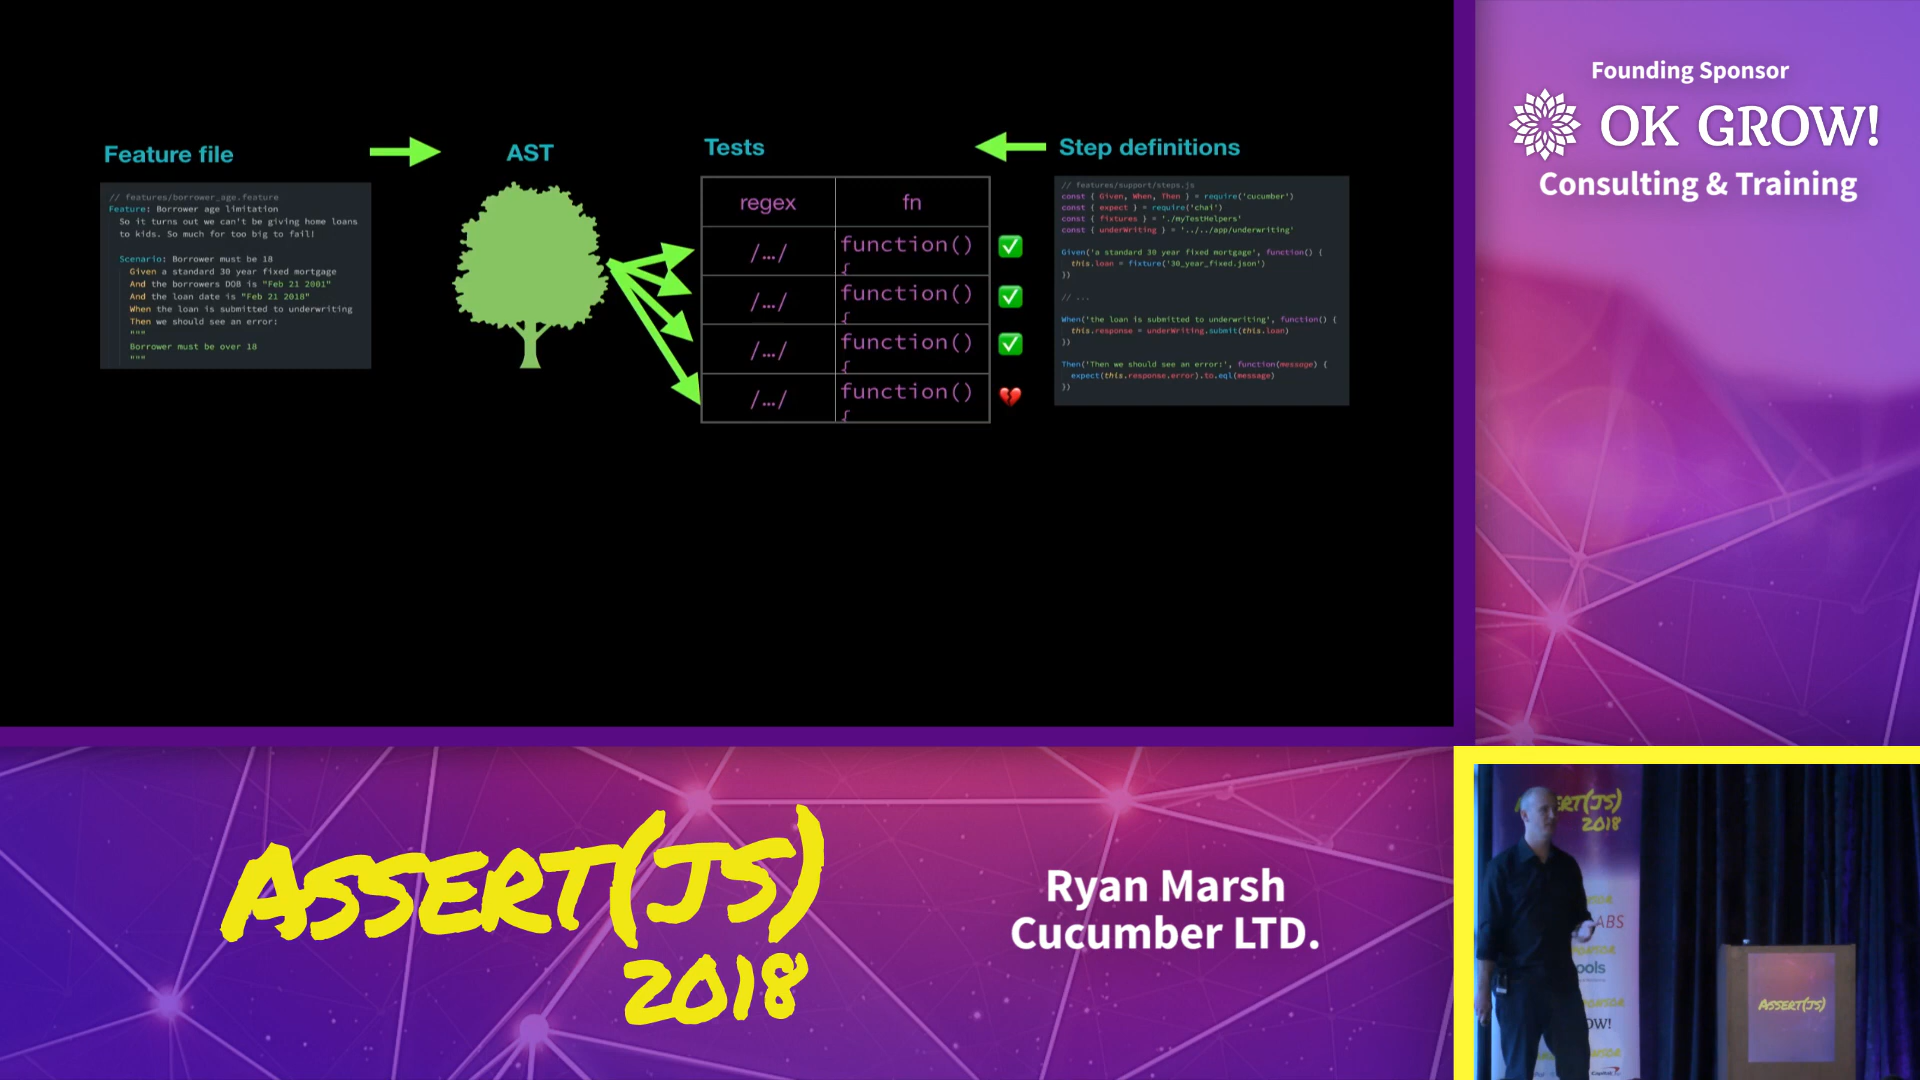 Feature file
// features/borrower_age.feature
Feature: Borrower age limitation
So it turns out we can't be giving home loans
to kids. So much for too big to fail!
Scenario: Borrower must be 18
Given a standard 30 year fixed mortgage
And the borrowers DOB is "Feb 21 2001"
And the loan date is "Feb 21 2018"
When the loan is submitted to underwriting
Then we should see an error:
"""
Borrower must be over 18
"""
AST
Tests
regex fn
/…/ function() {
/…/ function() {
/…/ function() {
/…/ function() {
Step definitions
// features/support/steps.js
const { Given, When, Then } = require('cucumber')
const { expect } = require('chai')
const { fixtures } = './myTestHelpers'
const { underWriting } = '../../app/underwriting'
Given('a standard 30 year fixed mortgage', function() {
this.loan = fixture('30_year_fixed.json')
})
// ...
When('the loan is submitted to underwriting', function() {
this.response = underWriting.submit(this.loan)
})
Then('Then we should see an error:', function(message) {
expect(this.response.error).to.eql(message)
})
Founding Sponsor
OK GROW!
Consulting & Training
ASSERT(JS)
2018
Ryan Marsh
Cucumber LTD.
ERT(JS)
2018
ABS
ools
OW!
ASSERT(JS)